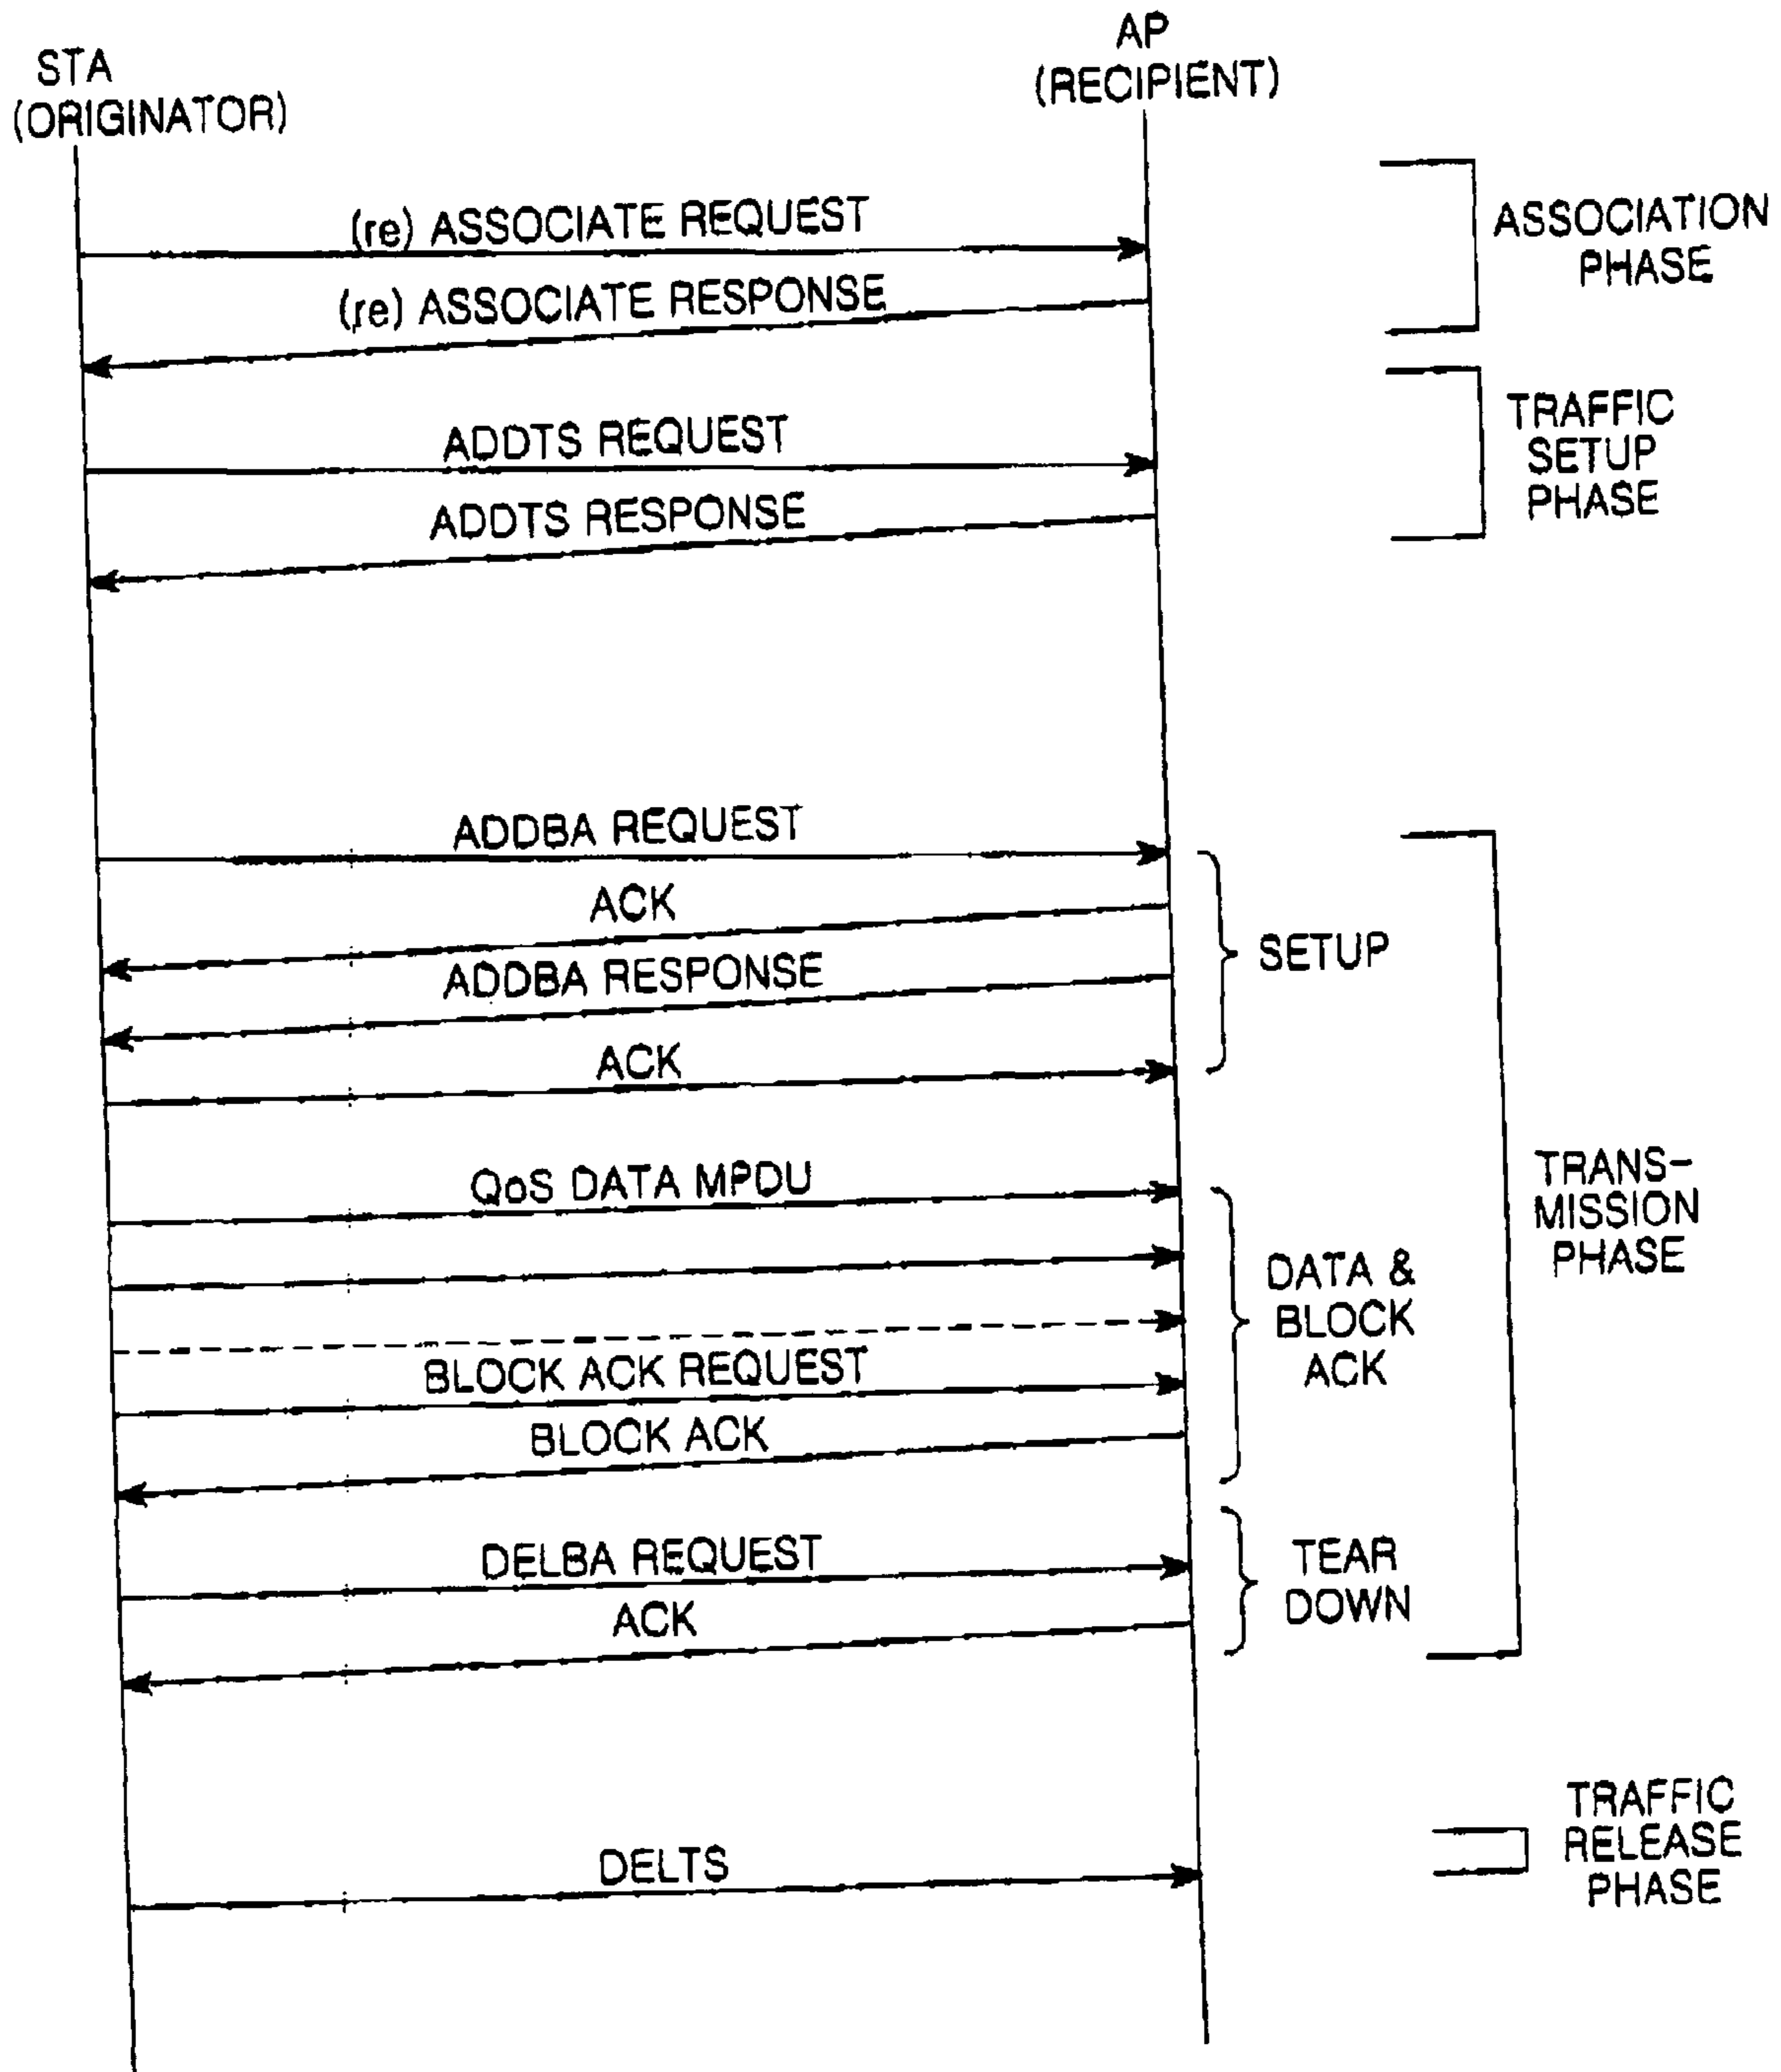 STA
(ORIGINATOR)
AP
(RECIPIENT)
(re) ASSOCIATE REQUEST
(re) ASSOCIATE RESPONSE
ASSOCIATION
PHASE
ADDTS REQUEST
ADDTS RESPONSE
TRAFFIC
SETUP
PHASE
ADDBA REQUEST
ACK
ADDBA RESPONSE
ACK
SETUP
QoS DATA MPDU
BLOCK ACK REQUEST
BLOCK ACK
DATA &
BLOCK
ACK
TRANS-
MISSION
PHASE
DELBA REQUEST
ACK
TEAR
DOWN
DELTS
TRAFFIC
RELEASE
PHASE